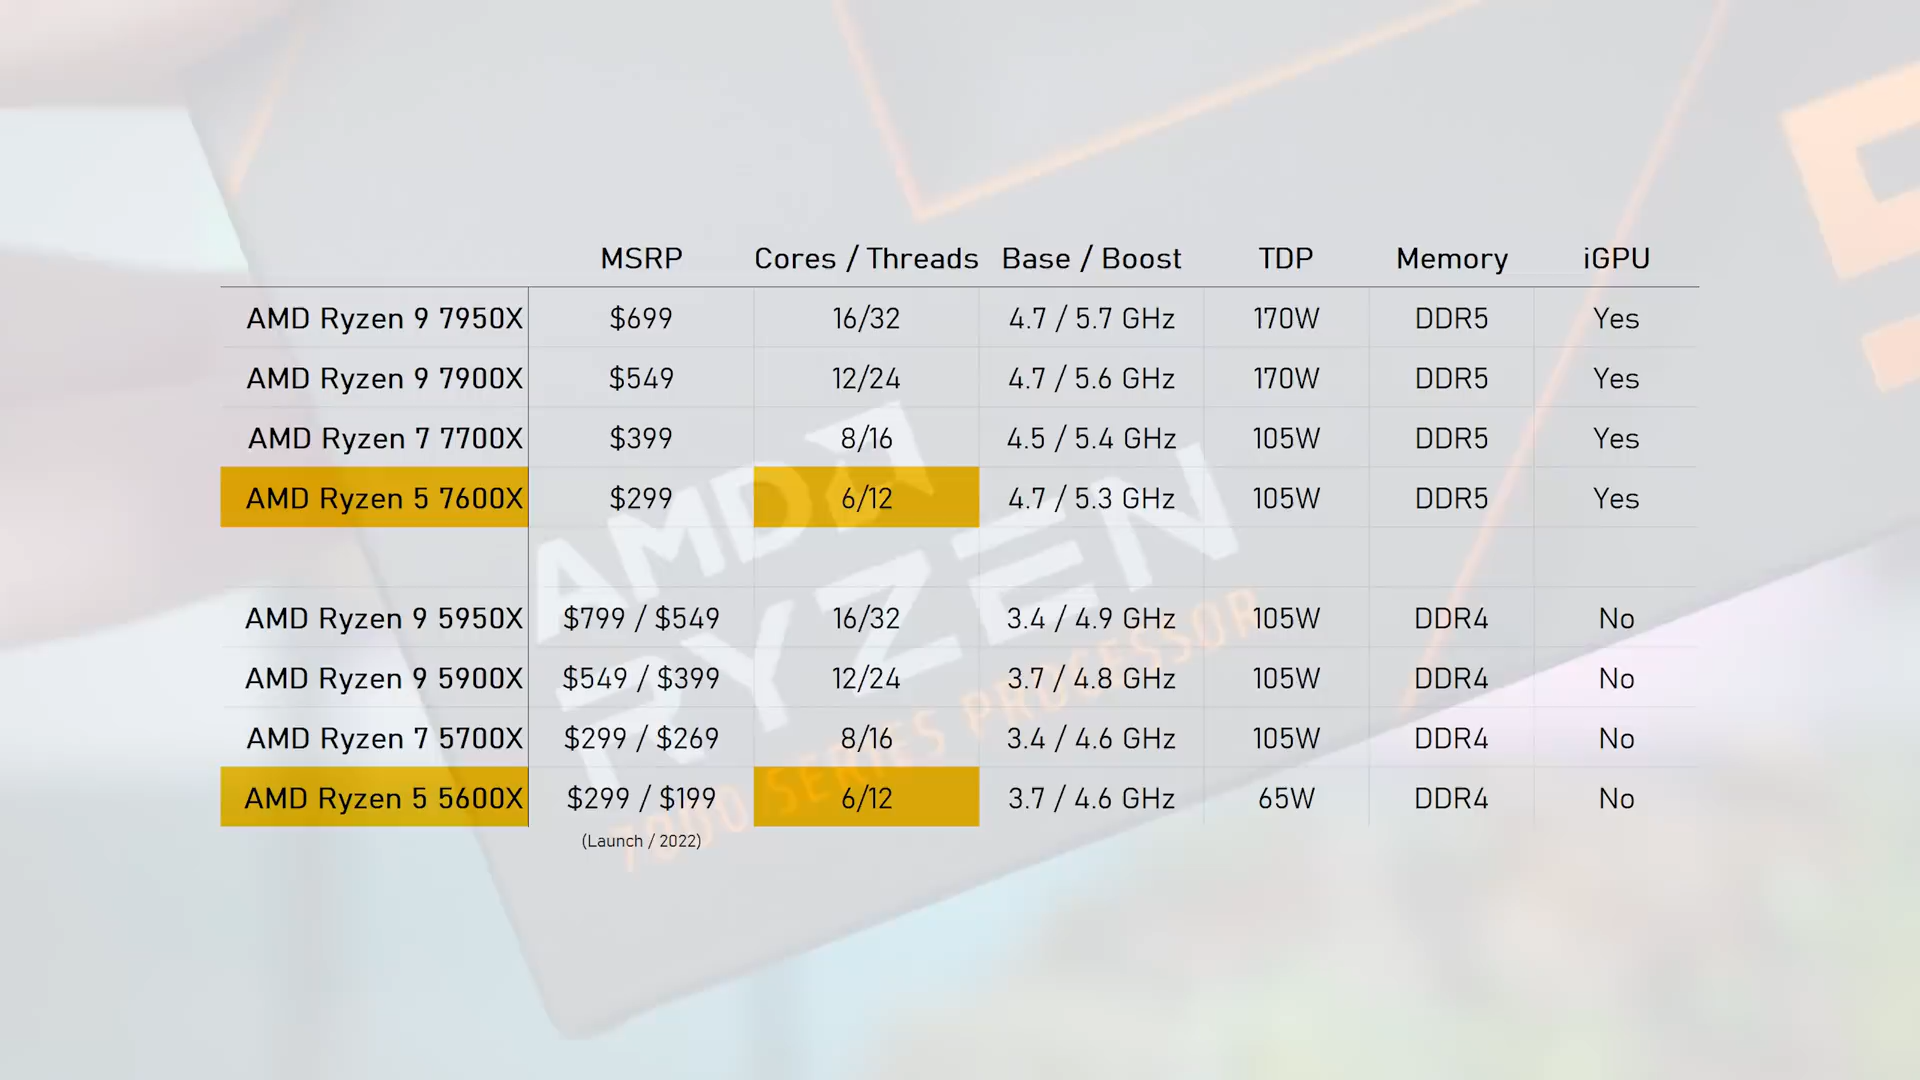 MSRP Cores / Threads Base / Boost TDP Memory iGPU
AMD Ryzen 9 7950X $699 16/32 4.7 / 5.7 GHz 170W DDR5 Yes
AMD Ryzen 9 7900X $549 12/24 4.7 / 5.6 GHz 170W DDR5 Yes
AMD Ryzen 7 7700X $399 8/16 4.5 / 5.4 GHz 105W DDR5 Yes
AMD Ryzen 5 7600X $299 6/12 4.7 / 5.3 GHz 105W DDR5 Yes
AMD Ryzen 9 5950X $799 / $549 16/32 3.4 / 4.9 GHz 105W DDR4 No
AMD Ryzen 9 5900X $549 / $399 12/24 3.7 / 4.8 GHz 105W DDR4 No
AMD Ryzen 7 5700X $299 / $269 8/16 3.4 / 4.6 GHz 105W DDR4 No
AMD Ryzen 5 5600X $299 / $199 6/12 3.7 / 4.6 GHz 65W DDR4 No
(Launch / 2022)
AMD
RYZEN
7000 SERIES PROCESSOR